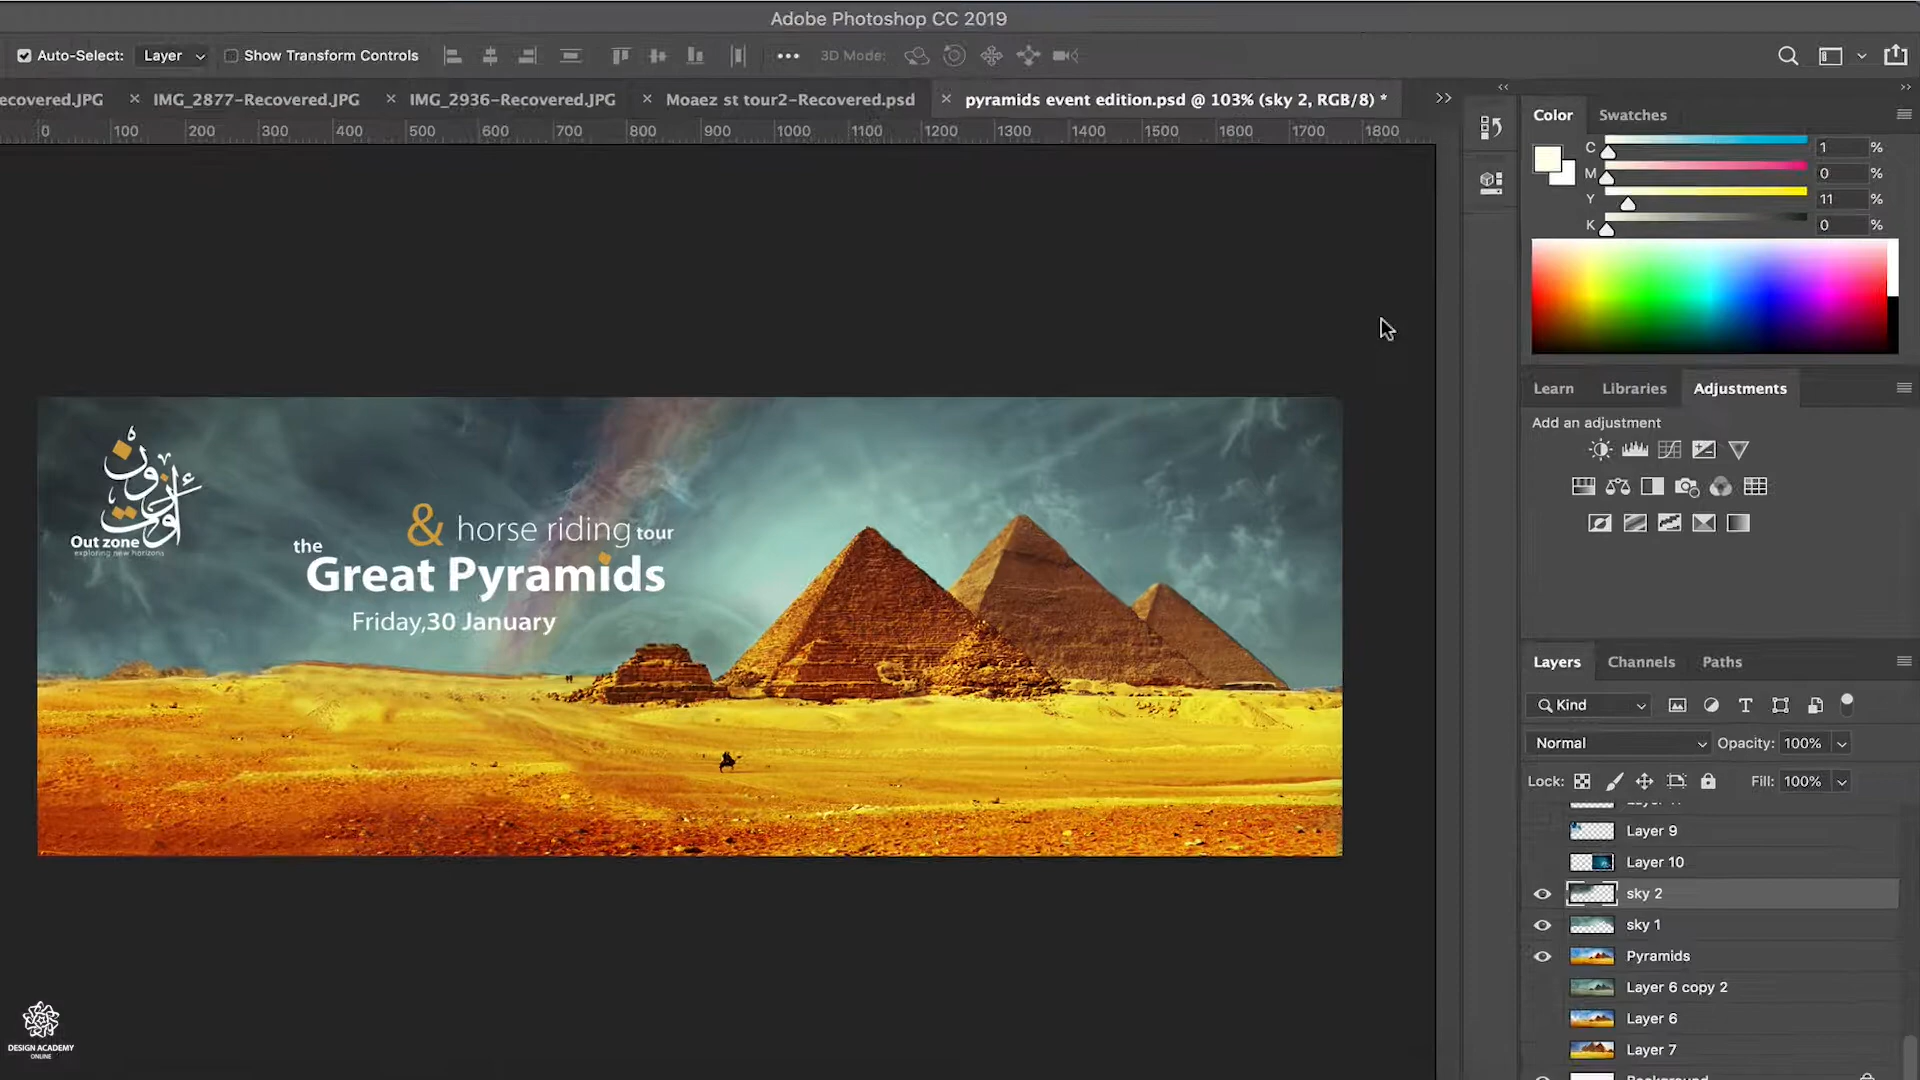 Adobe Photoshop CC 2019
Auto-Select: Layer Show Transform Controls 3D Mode:
ecovered.JPG × IMG_2877-Recovered.JPG × IMG_2936-Recovered.JPG × Moaez st tour2-Recovered.psd × pyramids event edition.psd @ 103% (sky 2, RGB/8) *
0 100 200 300 400 500 600 700 800 900 1000 1100 1200 1300 1400 1500 1600 1700 1800
Color Swatches
C 1 %
M 0 %
Y 11 %
K 0 %
Learn Libraries Adjustments
Add an adjustment
أوت زون
Out zone
exploring new horizons
& horse riding tour
the
Great Pyramids
Friday,30 January
Layers Channels Paths
Kind
Normal Opacity: 100%
Lock: Fill: 100%
Layer 9
Layer 10
sky 2
sky 1
Pyramids
Layer 6 copy 2
Layer 6
Layer 7
Background
DESIGN ACADEMY
ONLINE